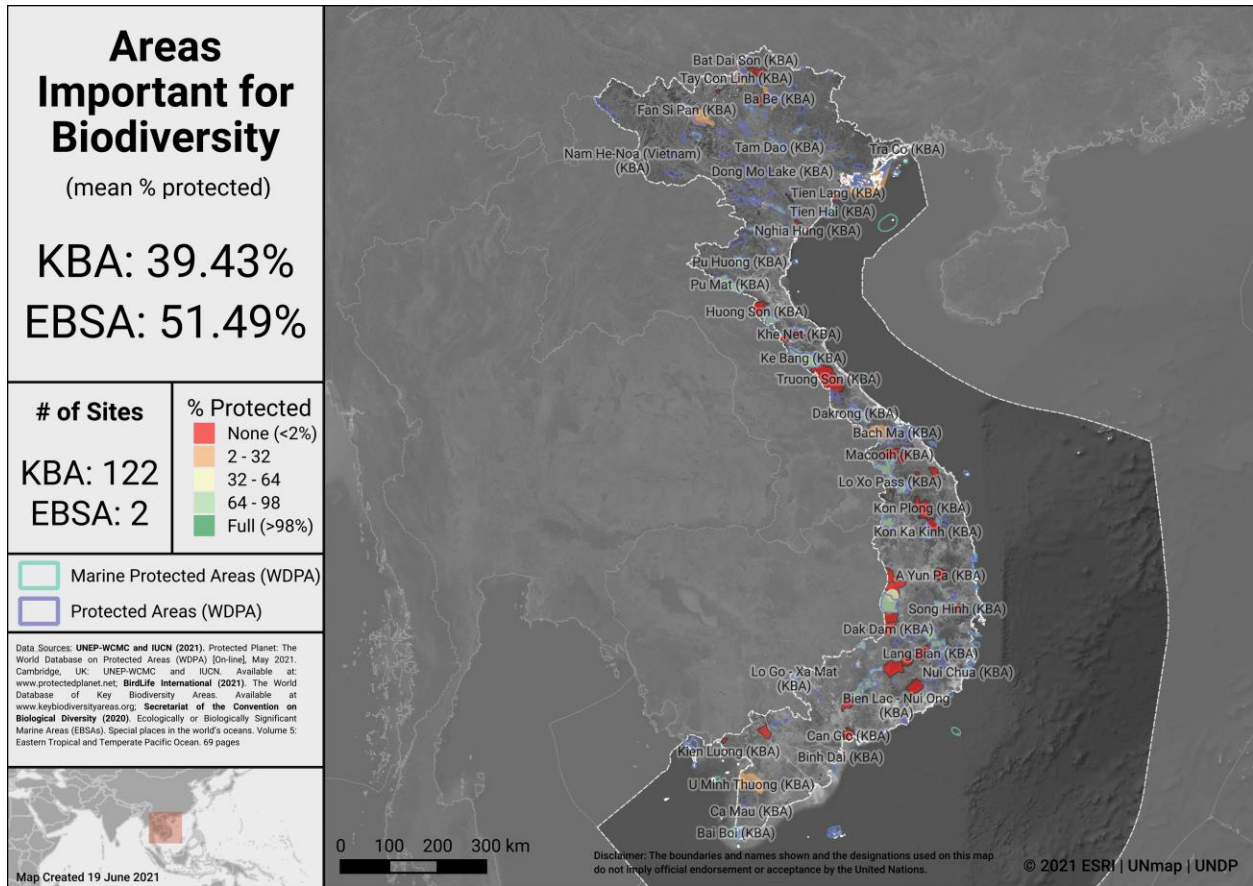 Areas
Important for
Biodiversity
(mean % protected)
KBA: 39.43%
EBSA: 51.49%
# of Sites
KBA: 122
EBSA: 2
% Protected
None (<2%)
2 - 32
32 - 64
64 - 98
Full (>98%)
Marine Protected Areas (WDPA)
Protected Areas (WDPA)
Data Sources: UNEP-WCMC and IUCN (2021). Protected Planet: The
World Database on Protected Areas (WDPA) [On-line], May 2021.
Cambridge, UK: UNEP-WCMC and IUCN. Available at:
www.protectedplanet.net; BirdLife International (2021). The World
Database of Key Biodiversity Areas. Available at
www.keybiodiversityareas.org; Secretariat of the Convention on
Biological Diversity (2020). Ecologically or Biologically Significant
Marine Areas (EBSAs). Special places in the world's oceans. Volume 5:
Eastern Tropical and Temperate Pacific Ocean. 69 pages
Map Created 19 June 2021
Bat Dai Son (KBA)
Tay Con Linh (KBA)
Ba Be (KBA)
Fan Si Pan (KBA)
Tam Dao (KBA)
Tra Co (KBA)
Nam He-Noa (Vietnam)
(KBA)
Dong Mo Lake (KBA)
Tien Lang (KBA)
Tien Hai (KBA)
Nghia Hung (KBA)
Pu Huong (KBA)
Pu Mat (KBA)
Huong Son (KBA)
Khe Net (KBA)
Ke Bang (KBA)
Truong Son (KBA)
Dakrong (KBA)
Bach Ma (KBA)
Macooih (KBA)
Lo Xo Pass (KBA)
Kon Plong (KBA)
Kon Ka Kinh (KBA)
A Yun Pa (KBA)
Song Hinh (KBA)
Dak Dam (KBA)
Lang Bian (KBA)
Lo Go - Xa Mat
(KBA)
Nui Chua (KBA)
Bien Lac - Nui Ong
(KBA)
Can Gio (KBA)
Kien Luong (KBA)
Binh Dai (KBA)
U Minh Thuong (KBA)
Ca Mau (KBA)
Bai Boi (KBA)
0 100 200 300 km
Disclaimer: The boundaries and names shown and the designations used on this map
do not imply official endorsement or acceptance by the United Nations.
© 2021 ESRI | UNmap | UNDP